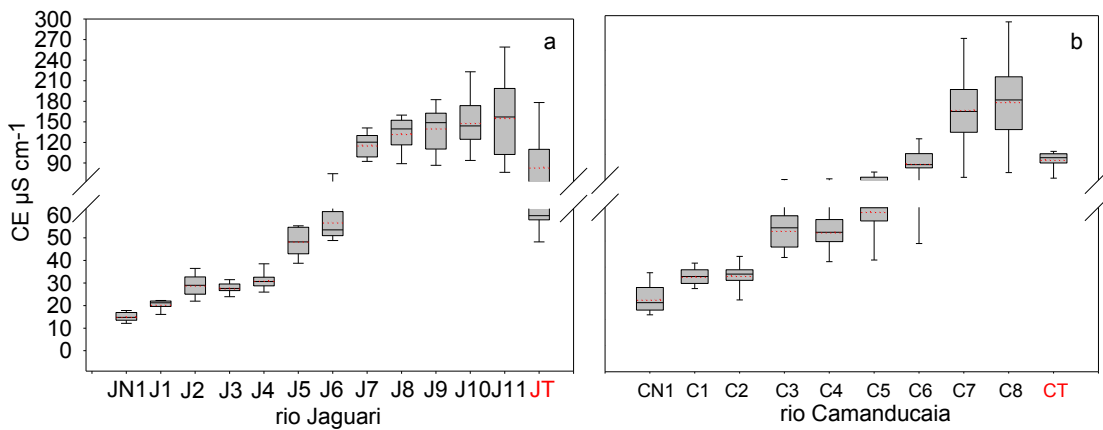 CE µS cm-1
300
270
240
210
180
150
120
90
60
50
40
30
20
10
0
a
JN1 J1 J2 J3 J4 J5 J6 J7 J8 J9 J10 J11 JT
rio Jaguari
b
CN1 C1 C2 C3 C4 C5 C6 C7 C8 CT
rio Camanducaia